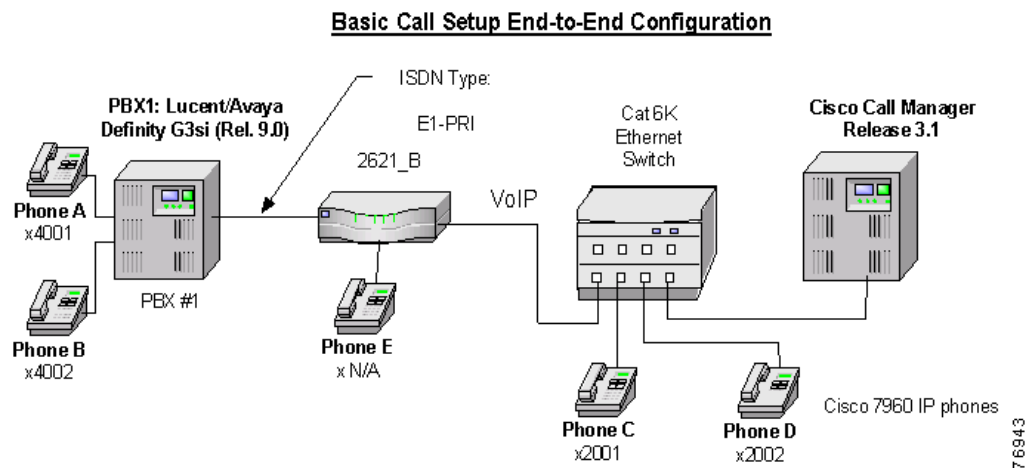 Basic Call Setup End-to-End Configuration
ISDN Type:
E1-PRI
PBX1: Lucent/Avaya
Definity G3si (Rel. 9.0)
2621_B
VoIP
Cat 6K
Ethernet
Switch
Cisco Call Manager
Release 3.1
Phone A
x4001
PBX #1
Phone B
x4002
Phone E
x N/A
Phone C
x2001
Phone D
x2002
Cisco 7960 IP phones
76943